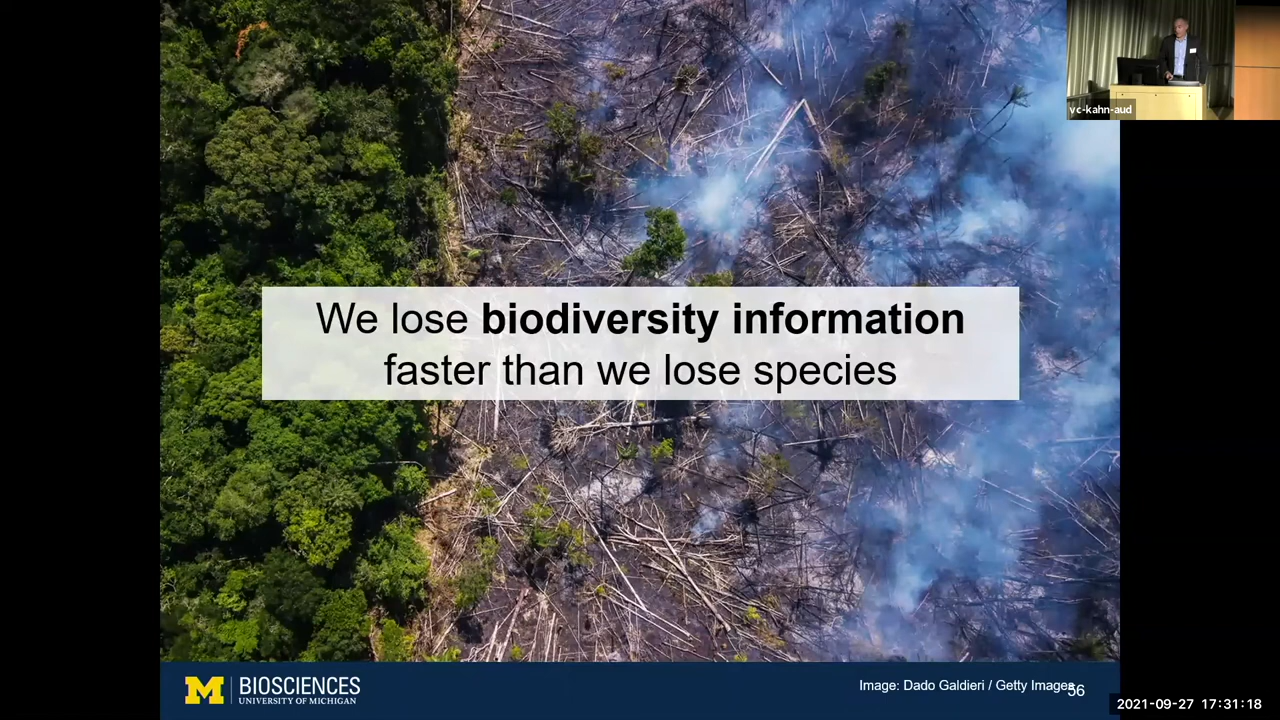 vc-kahn-aud
We lose biodiversity information
faster than we lose species
M BIOSCIENCES
UNIVERSITY OF MICHIGAN
Image: Dado Galdieri / Getty Images
56
2021-09-27 17:31:18